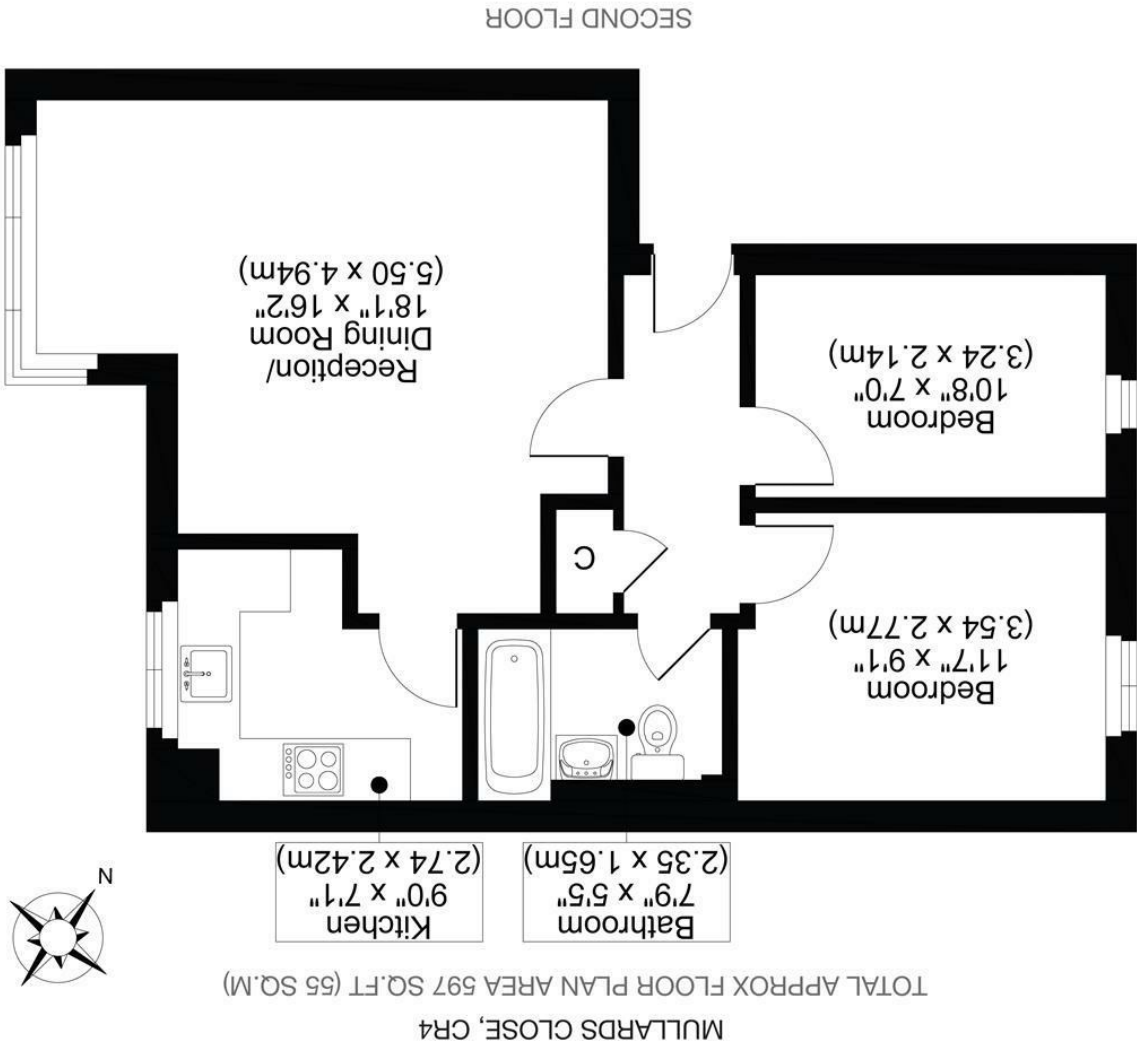 MULLARDS CLOSE, CR4
TOTAL APPROX FLOOR PLAN AREA 597 SQ.FT (55 SQ.M)
N
Bathroom
7'9" x 5'5"
(2.35 x 1.65m)
Kitchen
9'0" x 7'1"
(2.74 x 2.42m)
Bedroom
11'7" x 9'1"
(3.54 x 2.77m)
C
Bedroom
10'8" x 7'0"
(3.24 x 2.14m)
Reception/
Dining Room
18'1" x 16'2"
(5.50 x 4.94m)
SECOND FLOOR